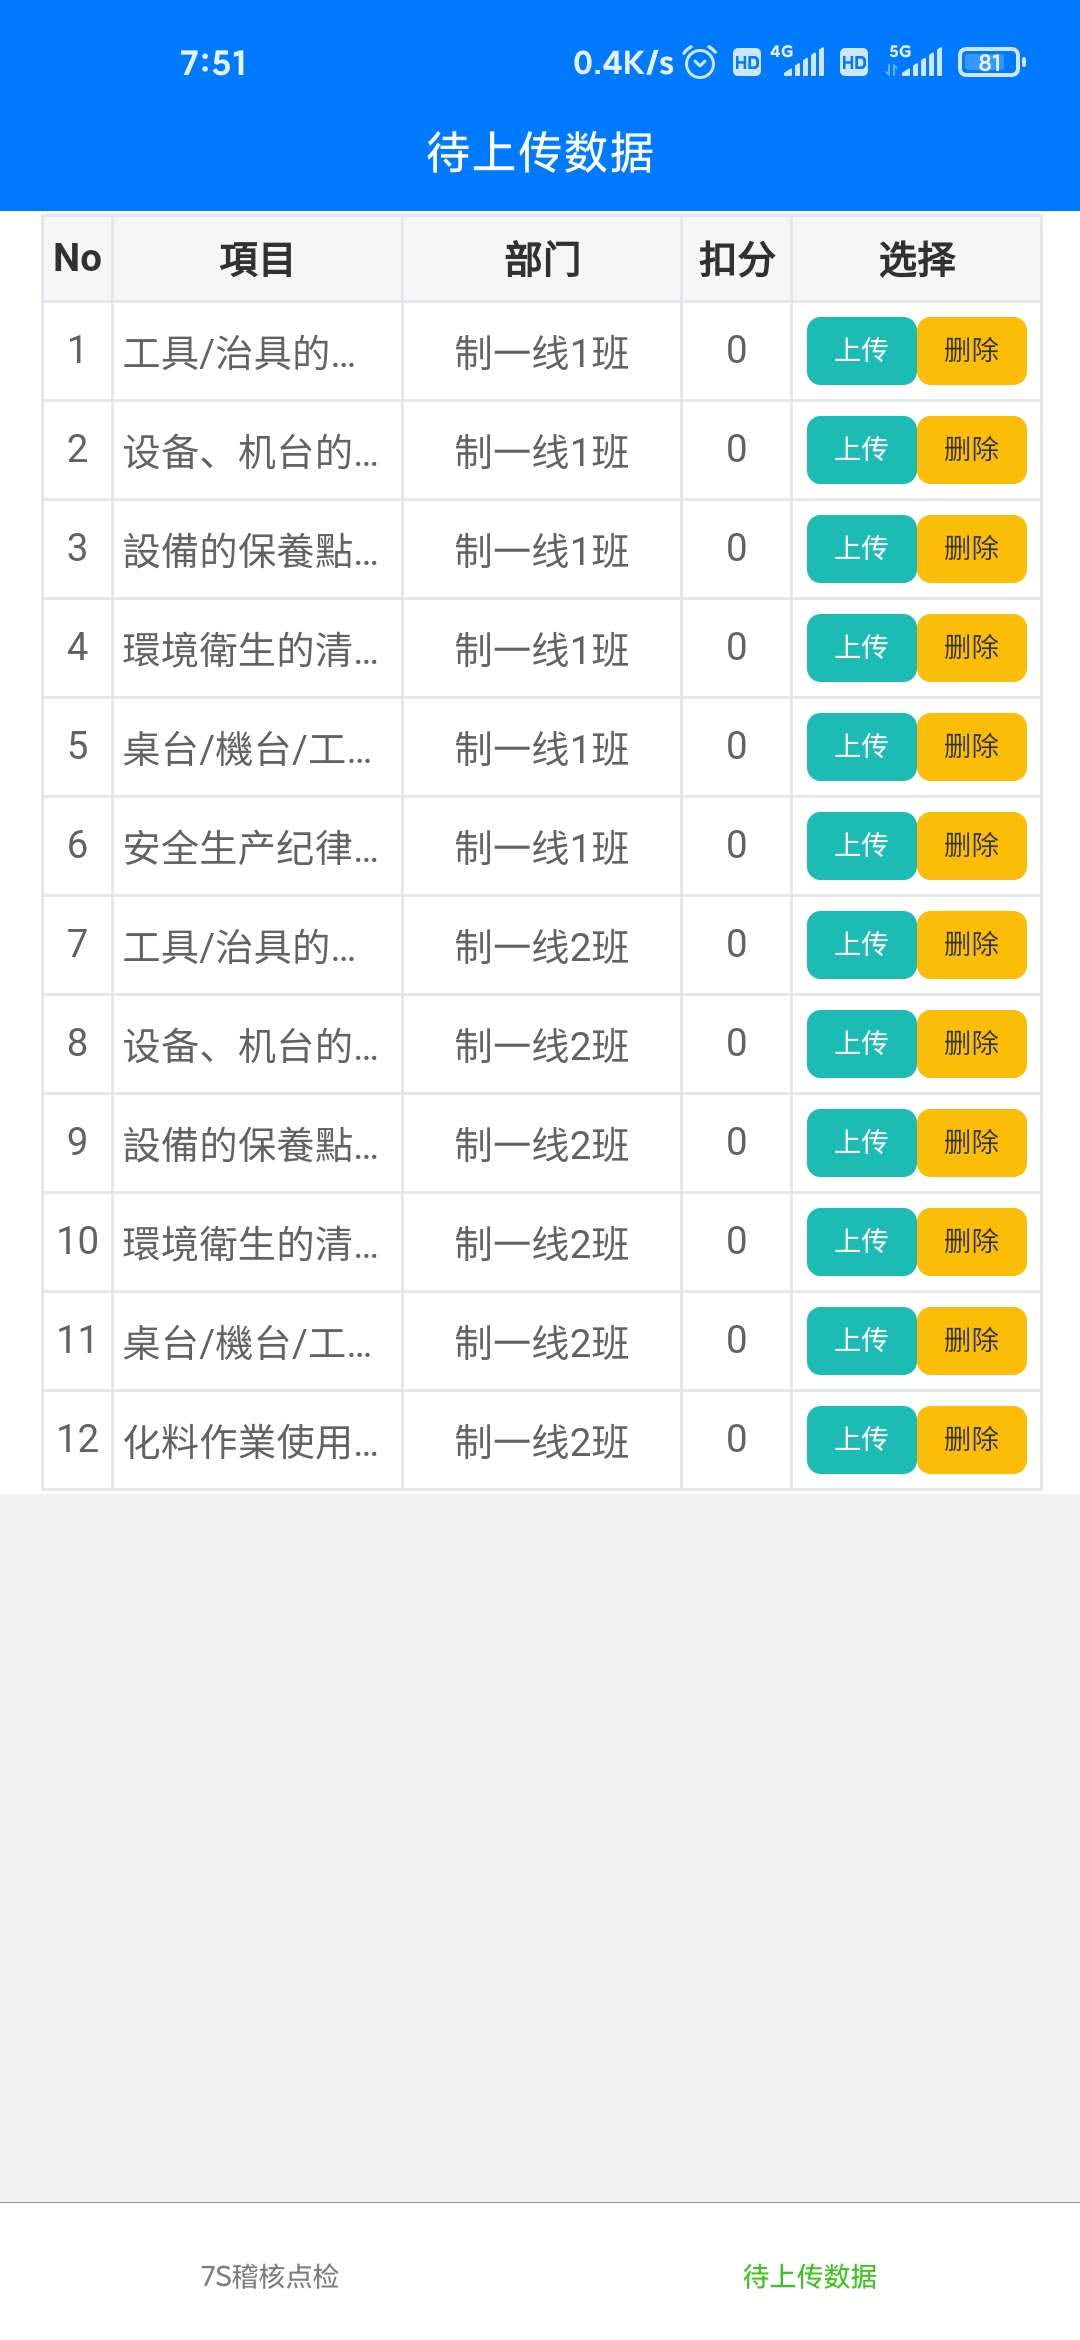 7:51 0.4K/s HD 4G HD 5G 81
待上传数据
No 項目 部门 扣分 选择
1 工具/治具的... 制一线1班 0 上传 删除
2 设备、机台的... 制一线1班 0 上传 删除
3 設備的保養點... 制一线1班 0 上传 删除
4 環境衛生的清... 制一线1班 0 上传 删除
5 桌台/機台/工... 制一线1班 0 上传 删除
6 安全生产纪律... 制一线1班 0 上传 删除
7 工具/治具的... 制一线2班 0 上传 删除
8 设备、机台的... 制一线2班 0 上传 删除
9 設備的保養點... 制一线2班 0 上传 删除
10 環境衛生的清... 制一线2班 0 上传 删除
11 桌台/機台/工... 制一线2班 0 上传 删除
12 化料作業使用... 制一线2班 0 上传 删除
7S稽核点检 待上传数据